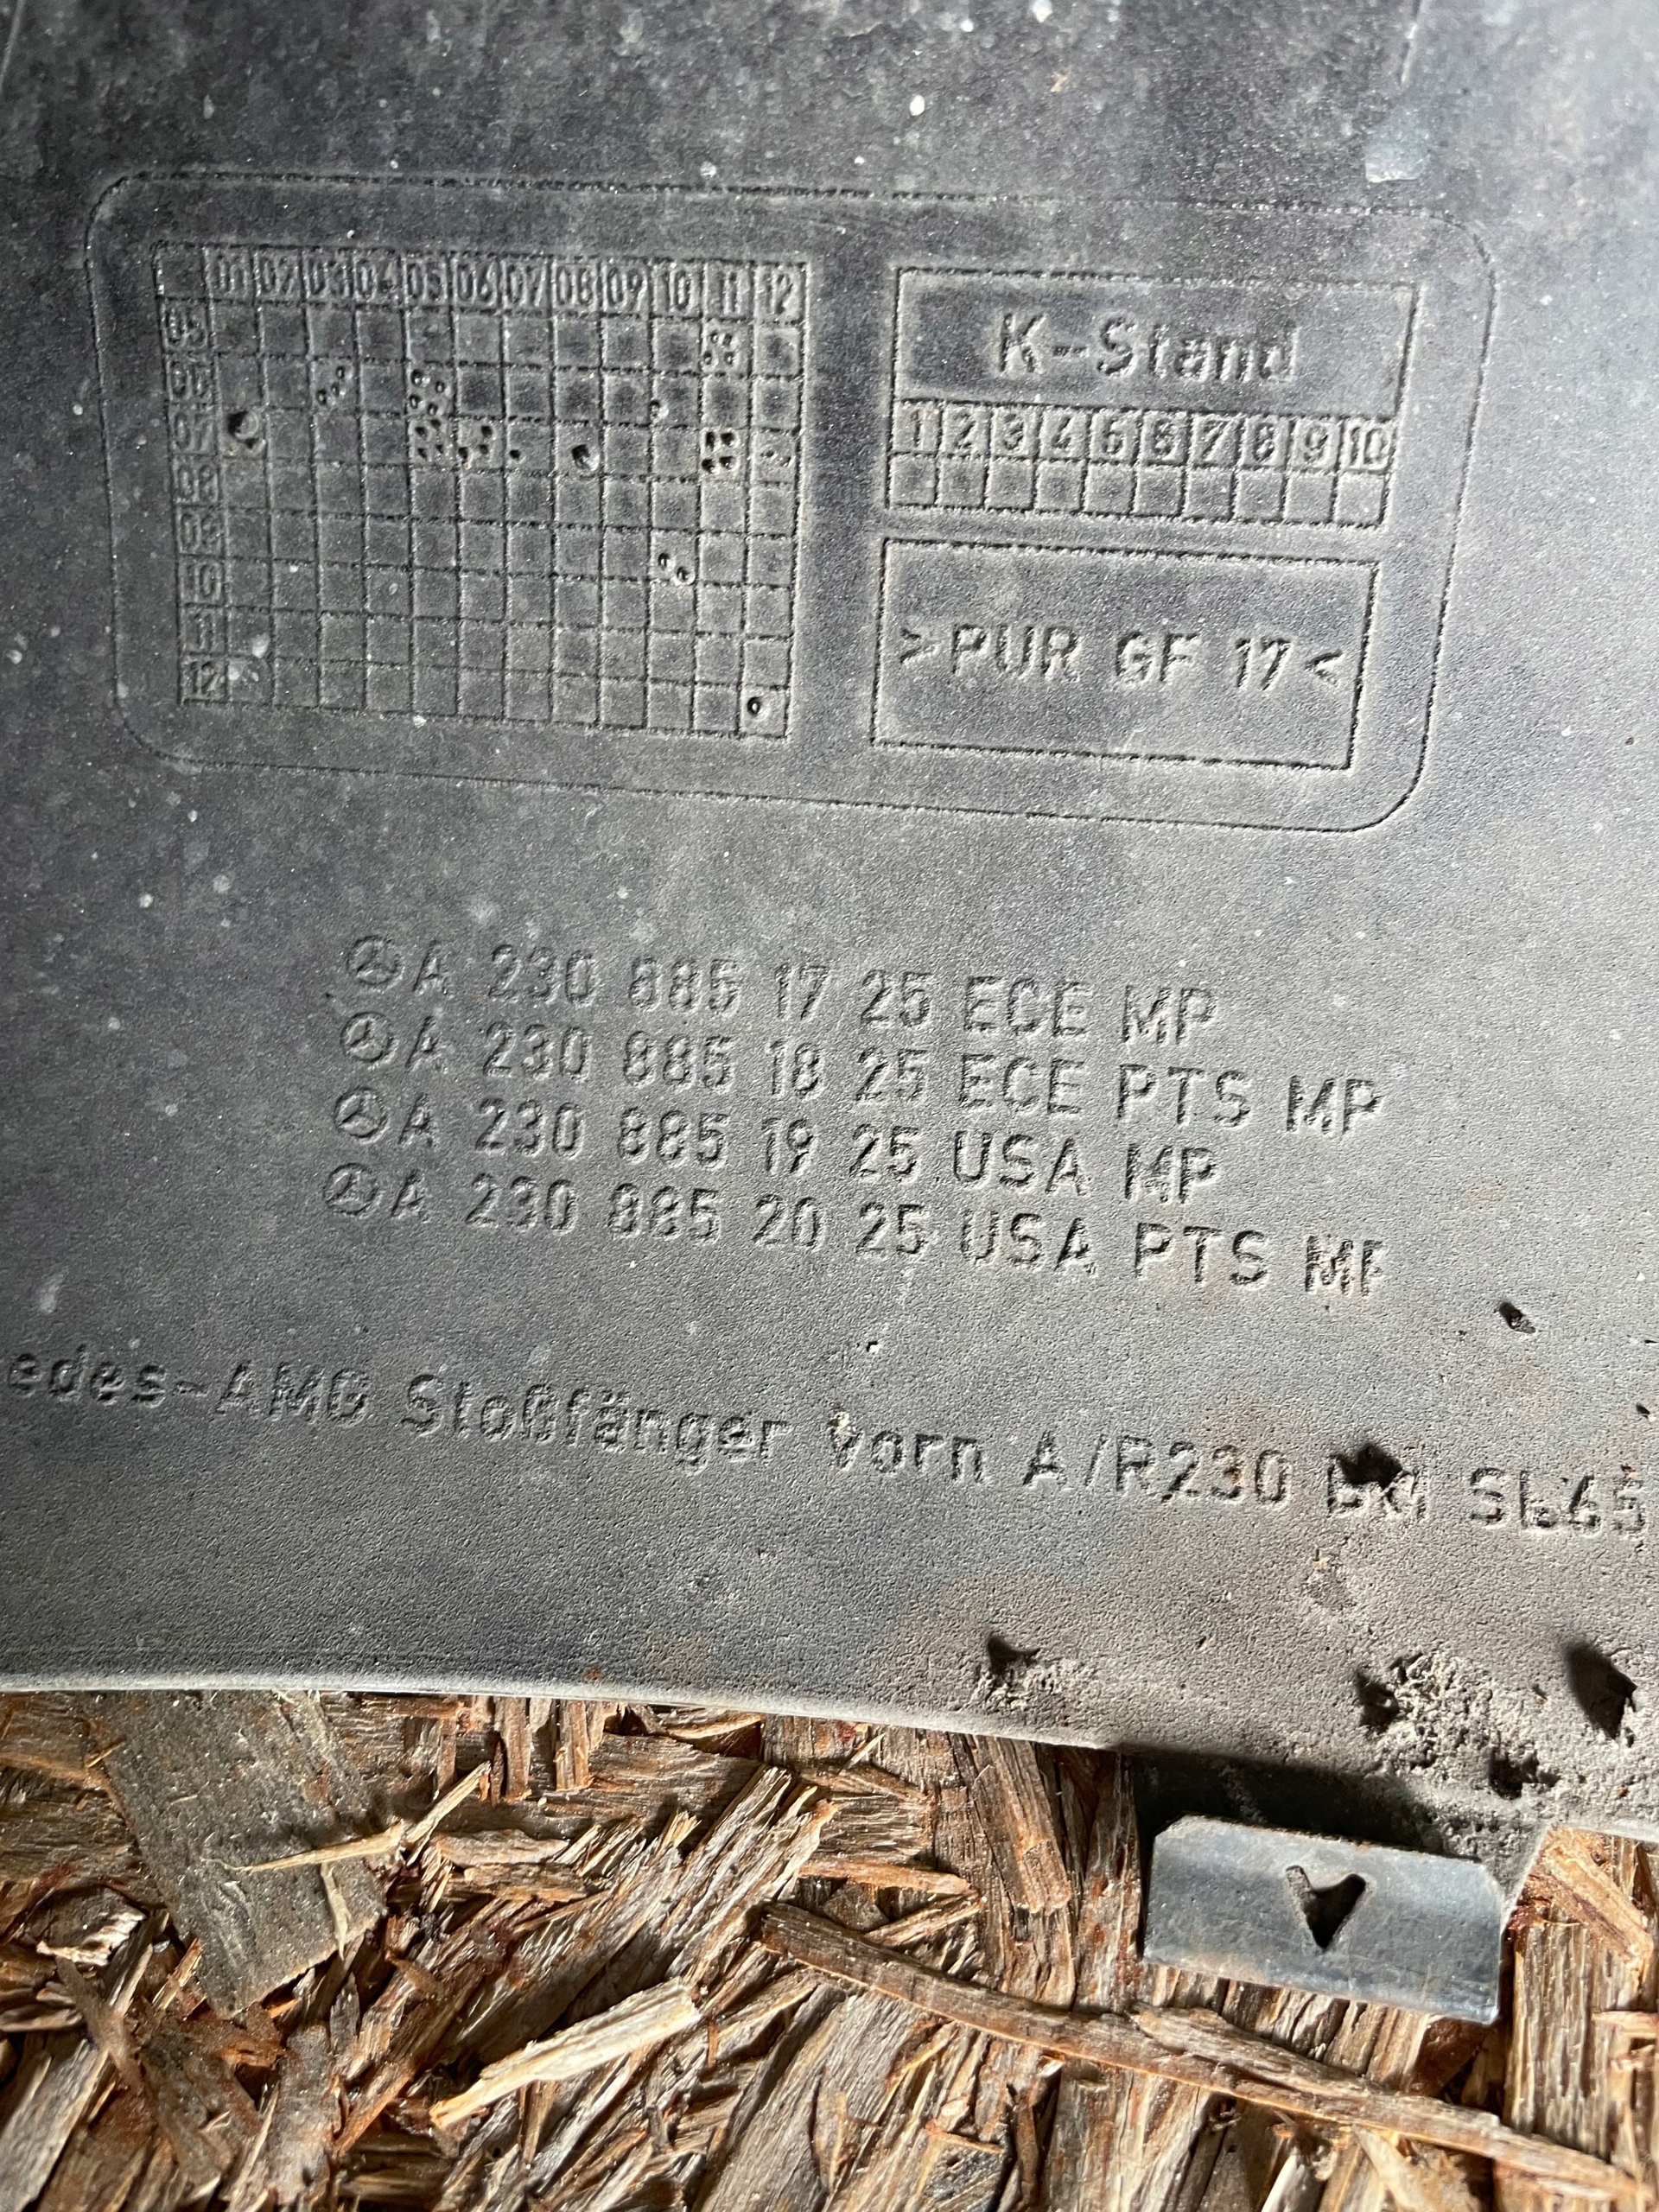 01 02 03 04 05 06 07 08 09 10 11 12
05
06
07
08
09
10
11
12
K-Stand
1 2 3 4 5 6 7 8 9 10
>PUR GF 17<
A 230 885 17 25 ECE MP
A 230 885 18 25 ECE PTS MP
A 230 885 19 25 USA MP
A 230 885 20 25 USA PTS MP
edes-AMG Stoßfänger vorn A/R230 SL65